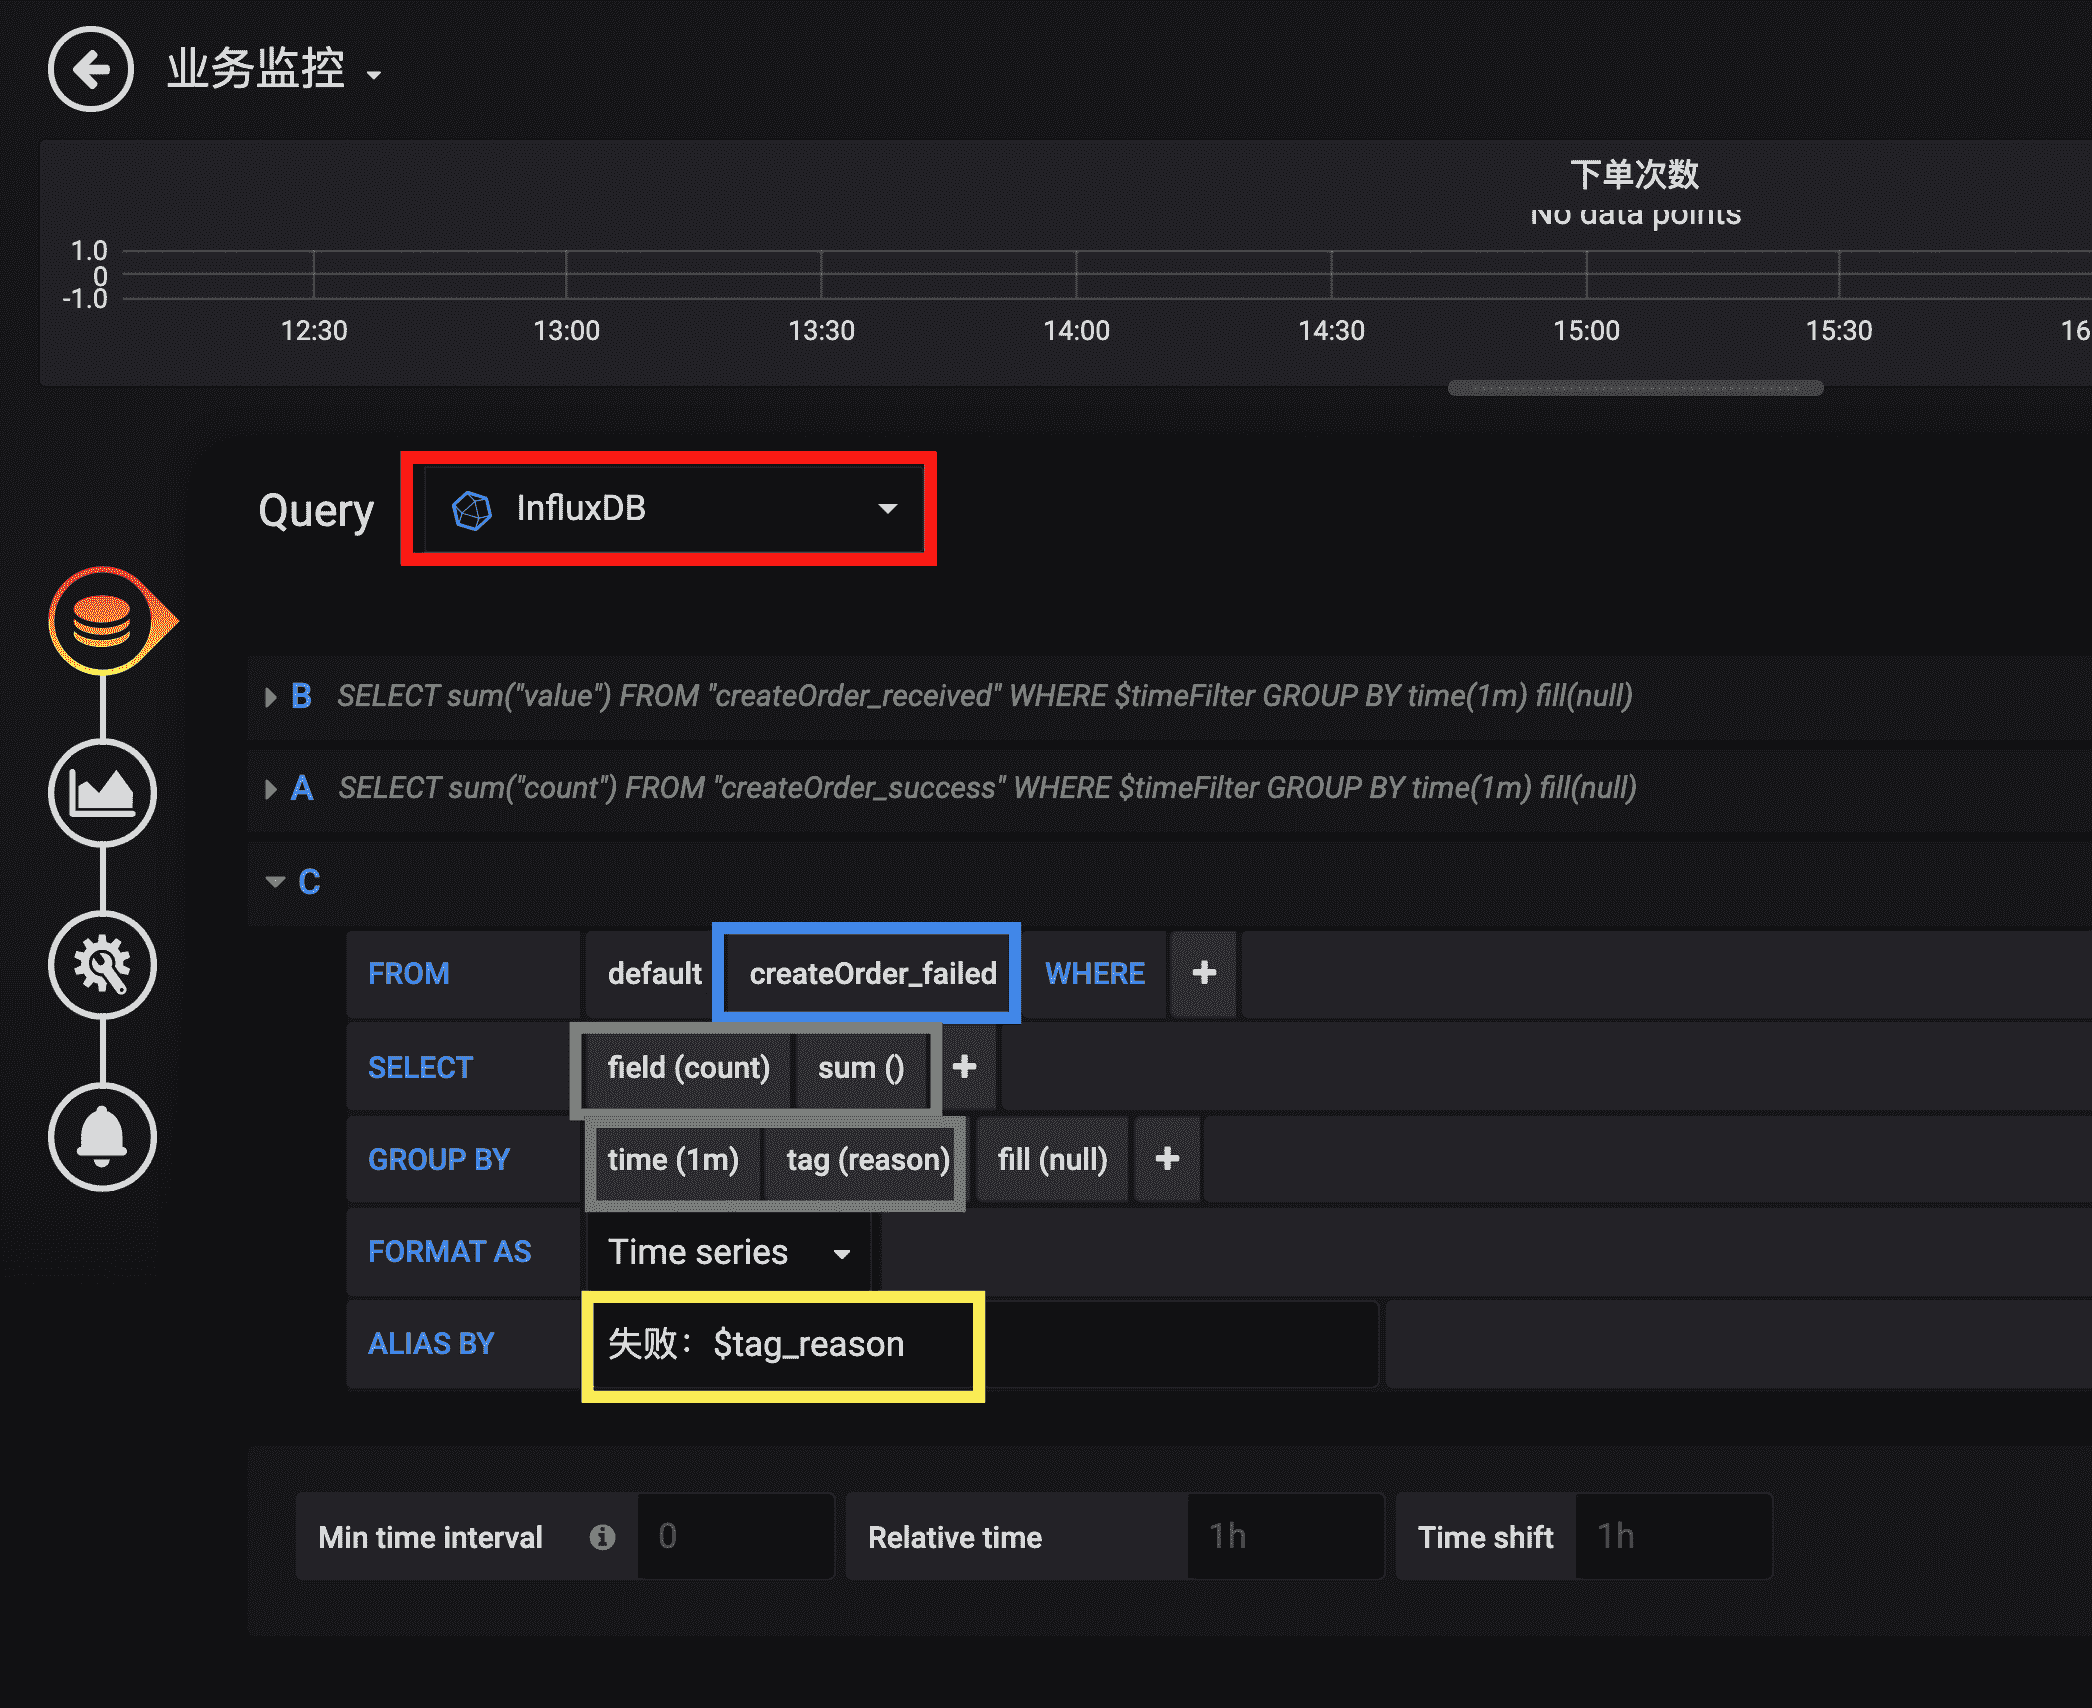 业务监控
下单次数
No data points
1.0
0
-1.0
12:30 13:00 13:30 14:00 14:30 15:00 15:30 16
Query InfluxDB
B SELECT sum("value") FROM "createOrder_received" WHERE $timeFilter GROUP BY time(1m) fill(null)
A SELECT sum("count") FROM "createOrder_success" WHERE $timeFilter GROUP BY time(1m) fill(null)
C
FROM default createOrder_failed WHERE +
SELECT field (count) sum () +
GROUP BY time (1m) tag (reason) fill (null) +
FORMAT AS Time series
ALIAS BY 失败：$tag_reason
Min time interval 0 Relative time 1h Time shift 1h